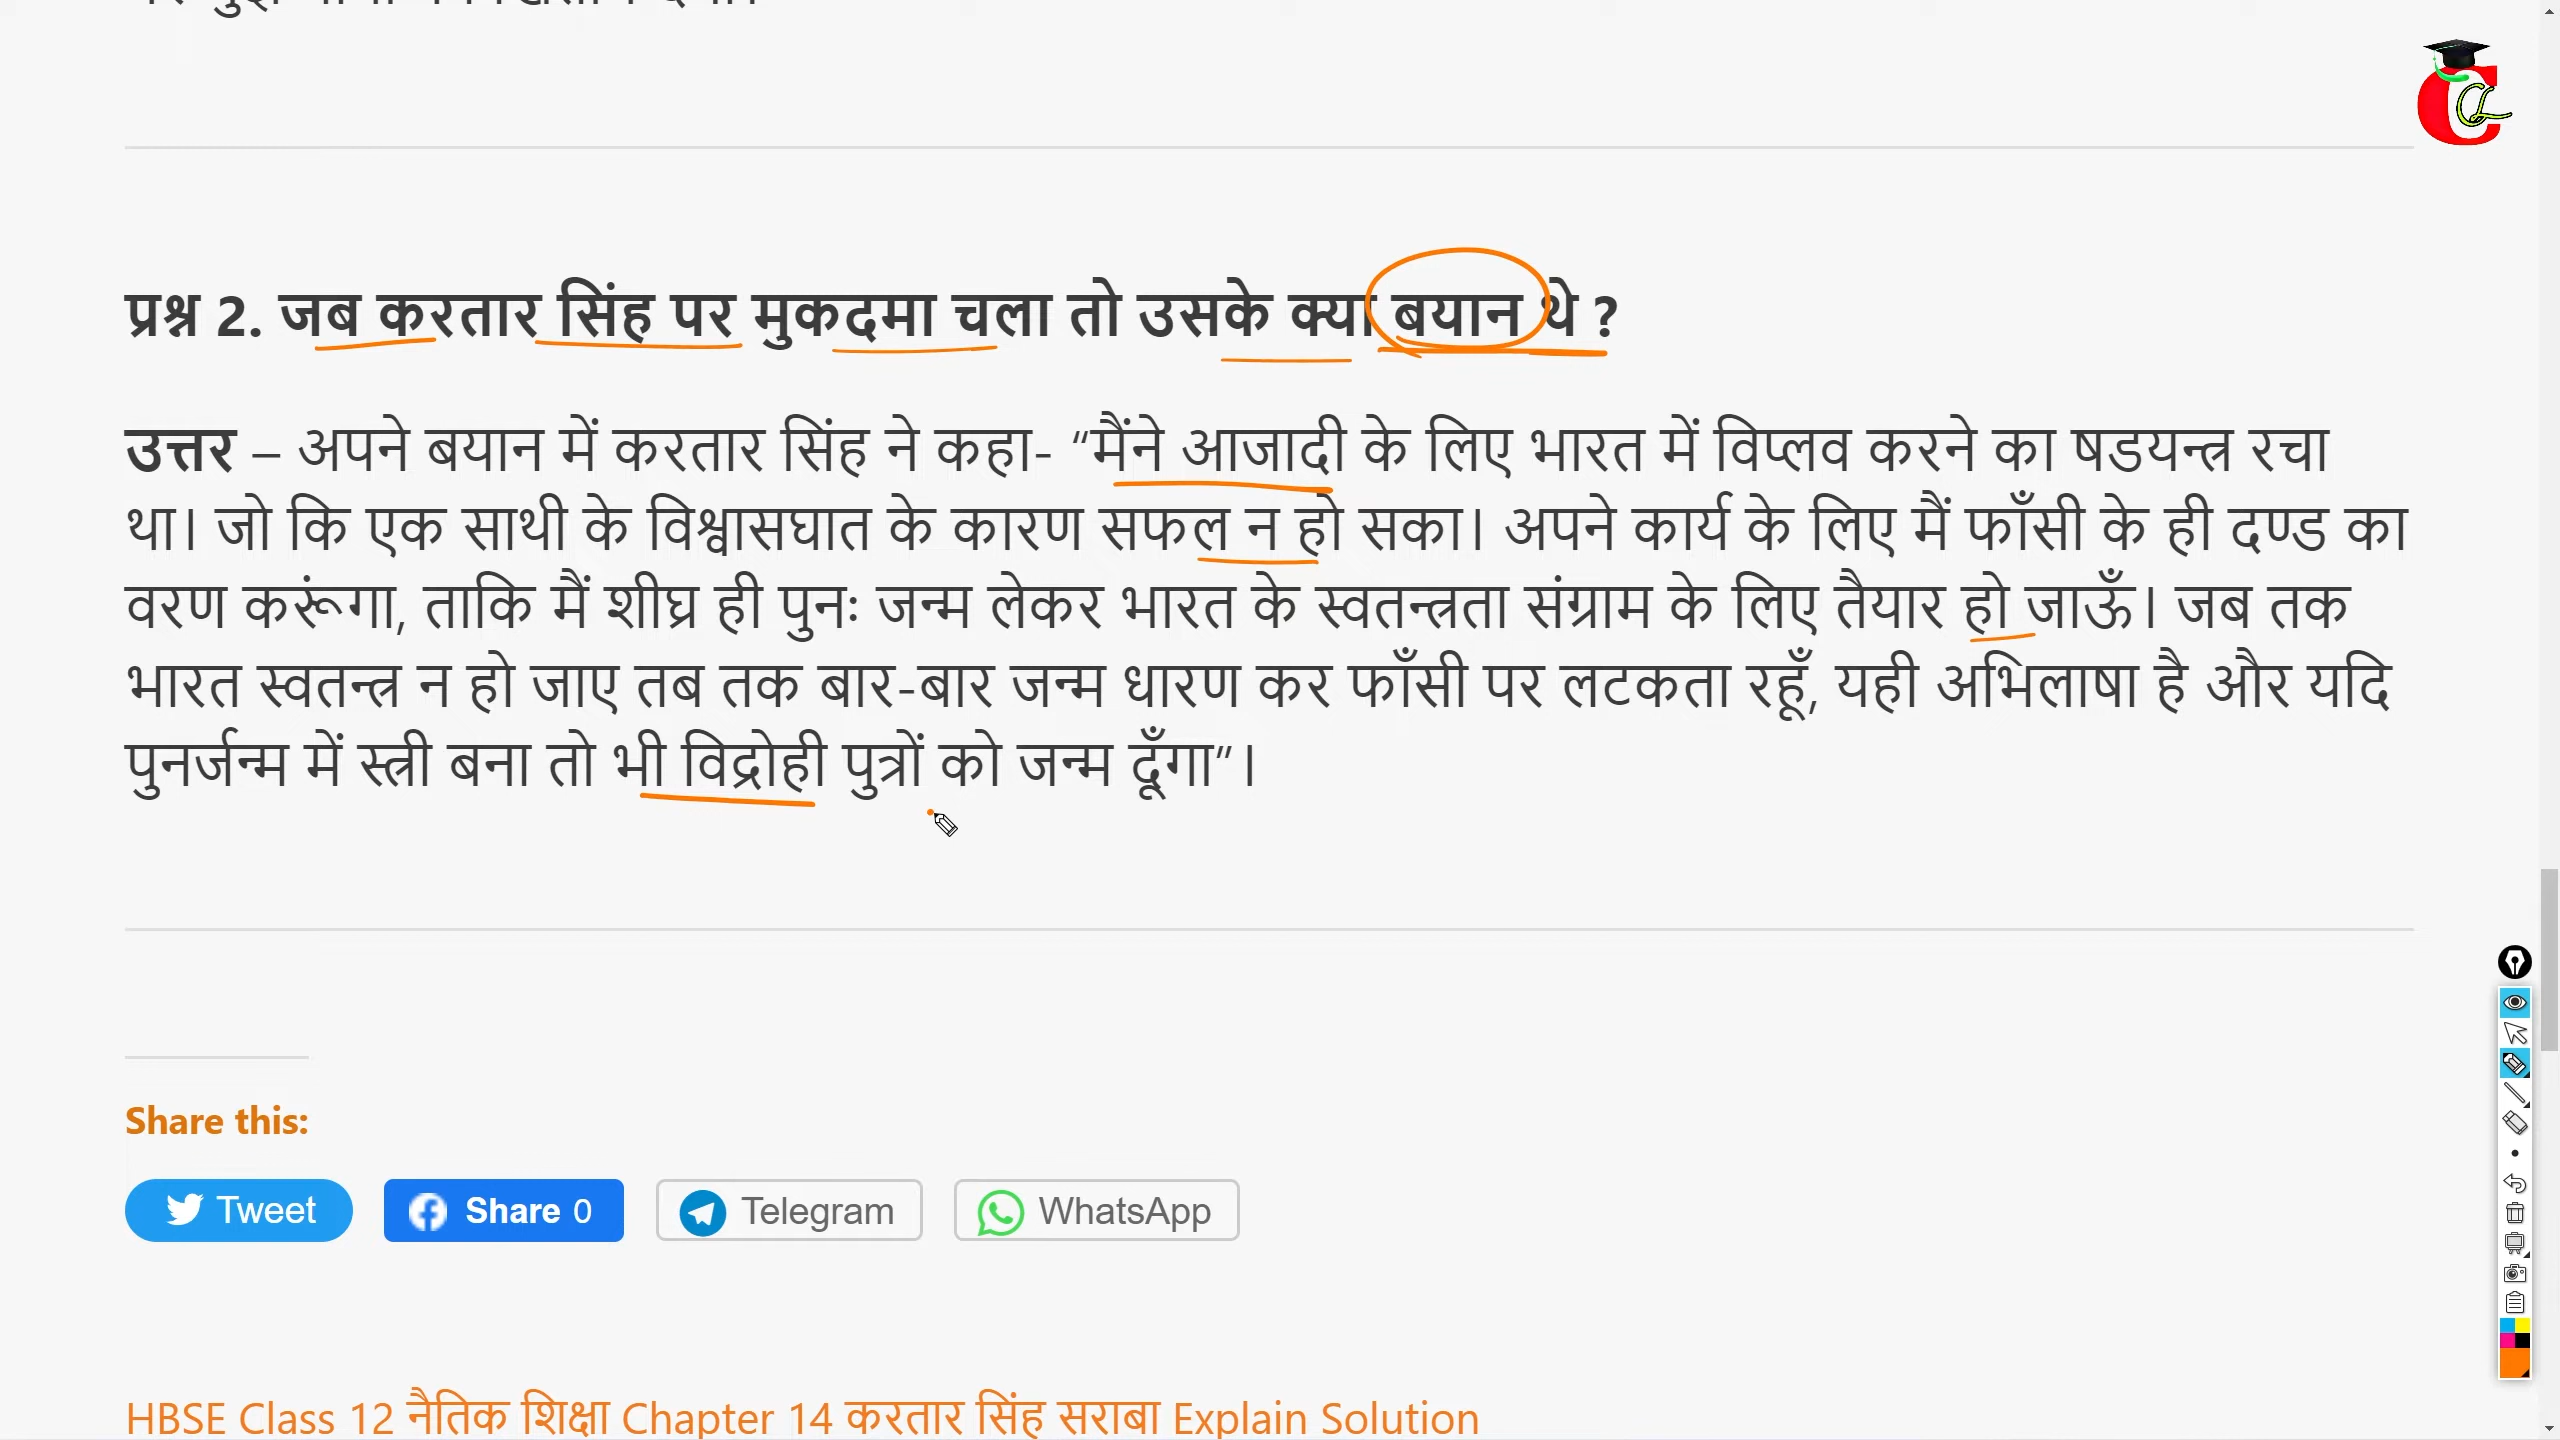 प्रश्न 2. जब करतार सिंह पर मुकदमा चला तो उसके क्या बयान थे ?
उत्तर – अपने बयान में करतार सिंह ने कहा- “मैंने आजादी के लिए भारत में विप्लव करने का षडयन्त्र रचा
था। जो कि एक साथी के विश्वासघात के कारण सफल न हो सका। अपने कार्य के लिए मैं फाँसी के ही दण्ड का
वरण करूंगा, ताकि मैं शीघ्र ही पुनः जन्म लेकर भारत के स्वतन्त्रता संग्राम के लिए तैयार हो जाऊँ। जब तक
भारत स्वतन्त्र न हो जाए तब तक बार-बार जन्म धारण कर फाँसी पर लटकता रहूँ, यही अभिलाषा है और यदि
पुनर्जन्म में स्त्री बना तो भी विद्रोही पुत्रों को जन्म दूँगा”।
Share this:
Tweet Share 0 Telegram WhatsApp
HBSE Class 12 नैतिक शिक्षा Chapter 14 करतार सिंह सराबा Explain Solution